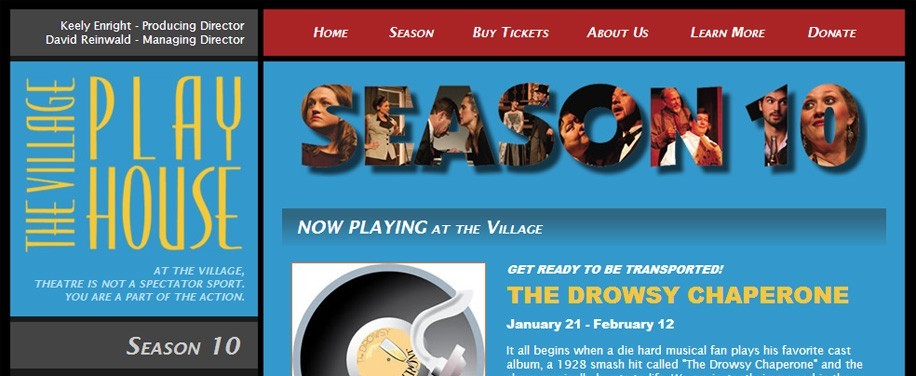 Keely Enright - Producing Director
David Reinwald - Managing Director
Home Season Buy Tickets About Us Learn More Donate
THE VILLAGE
PLAY
HOUSE
AT THE VILLAGE,
THEATRE IS NOT A SPECTATOR SPORT.
YOU ARE A PART OF THE ACTION.
Season 10
SEASON 10
NOW PLAYING at the Village
GET READY TO BE TRANSPORTED!
THE DROWSY CHAPERONE
January 21 - February 12
It all begins when a die hard musical fan plays his favorite cast
album, a 1928 smash hit called "The Drowsy Chaperone" and the
THE DROWSY